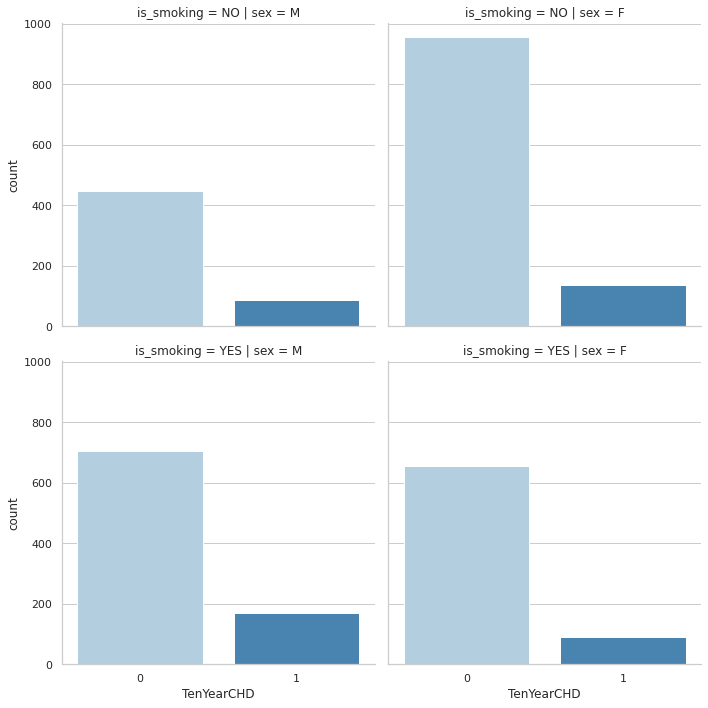 is_smoking = NO | sex = M
is_smoking = NO | sex = F
1000
800
600
400
200
0
count
is_smoking = YES | sex = M
is_smoking = YES | sex = F
1000
800
600
400
200
0
count
0 1
0 1
TenYearCHD
TenYearCHD